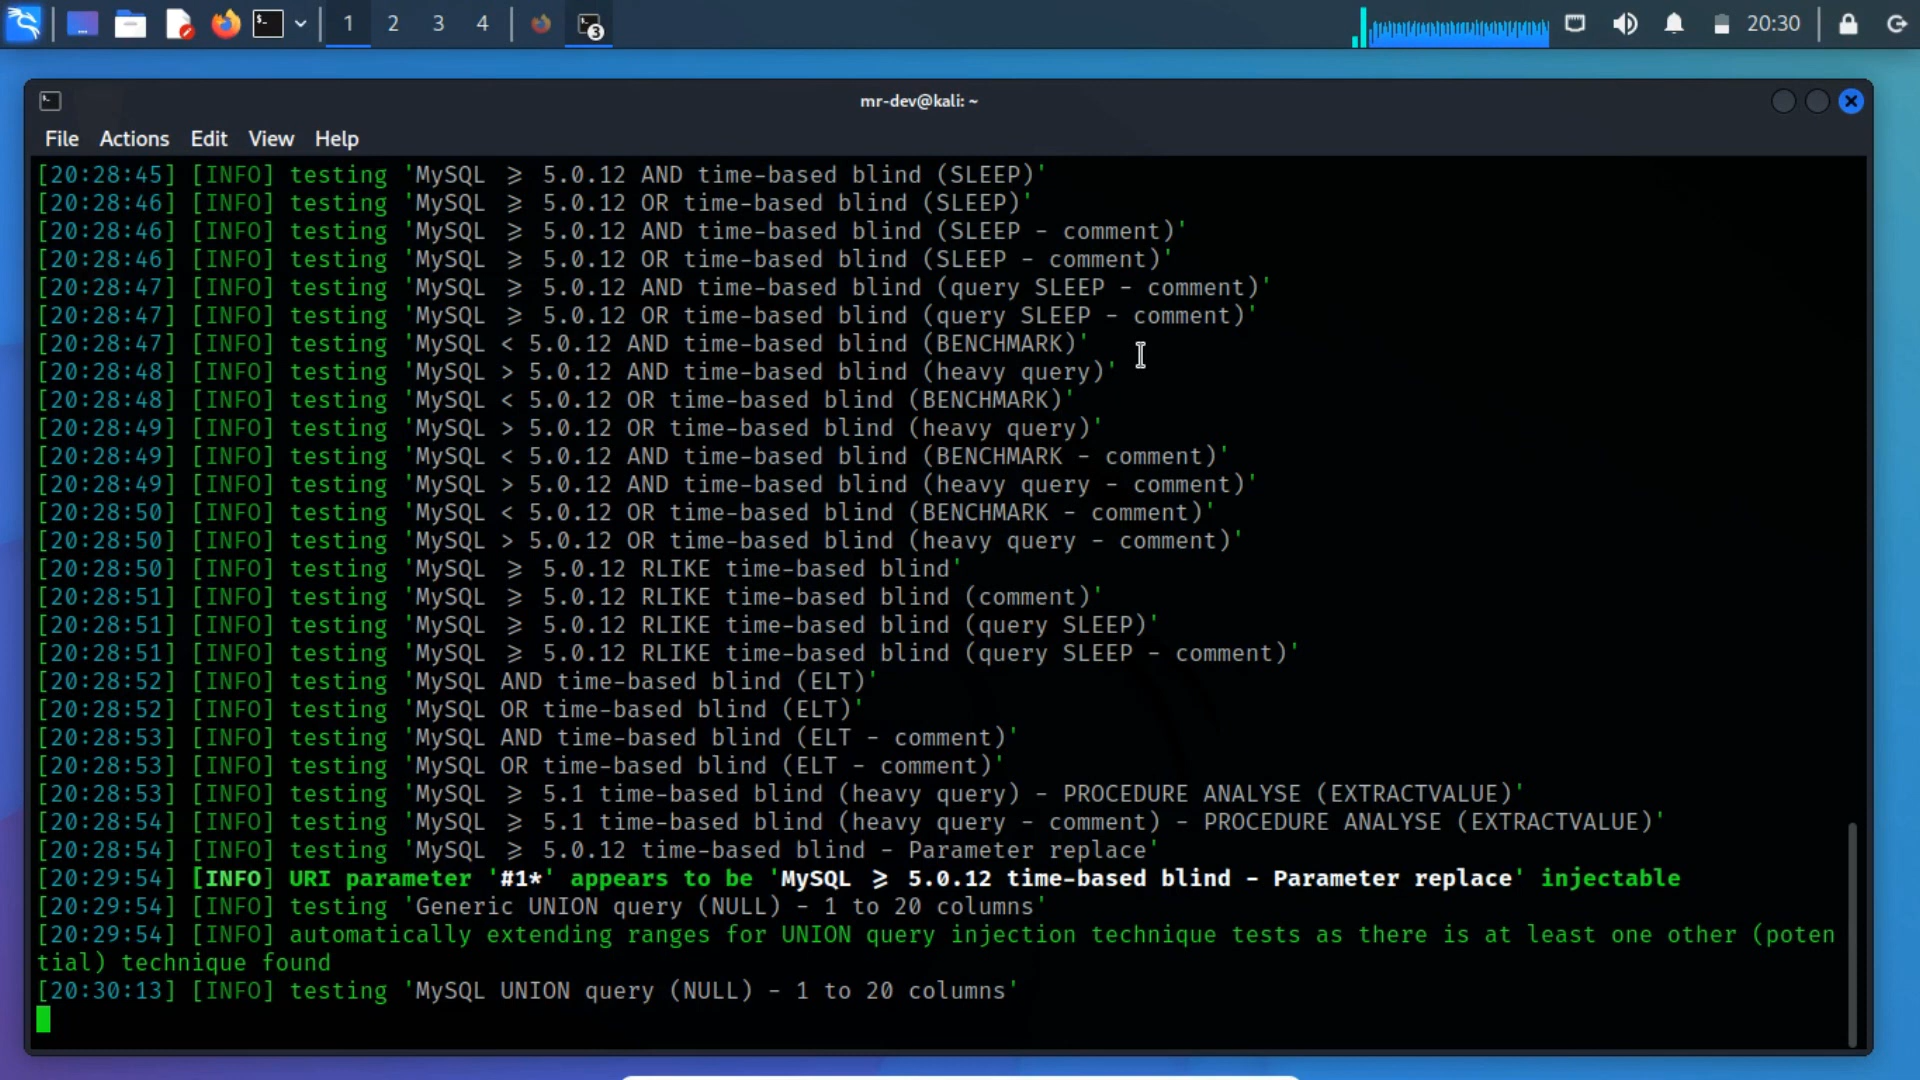 1 2 3 4 3 20:30
mr-dev@kali: ~
File Actions Edit View Help
[20:28:45] [INFO] testing 'MySQL ≥ 5.0.12 AND time-based blind (SLEEP)'
[20:28:46] [INFO] testing 'MySQL ≥ 5.0.12 OR time-based blind (SLEEP)'
[20:28:46] [INFO] testing 'MySQL ≥ 5.0.12 AND time-based blind (SLEEP - comment)'
[20:28:46] [INFO] testing 'MySQL ≥ 5.0.12 OR time-based blind (SLEEP - comment)'
[20:28:47] [INFO] testing 'MySQL ≥ 5.0.12 AND time-based blind (query SLEEP - comment)'
[20:28:47] [INFO] testing 'MySQL ≥ 5.0.12 OR time-based blind (query SLEEP - comment)'
[20:28:47] [INFO] testing 'MySQL < 5.0.12 AND time-based blind (BENCHMARK)'
[20:28:48] [INFO] testing 'MySQL > 5.0.12 AND time-based blind (heavy query)'
[20:28:48] [INFO] testing 'MySQL < 5.0.12 OR time-based blind (BENCHMARK)'
[20:28:49] [INFO] testing 'MySQL > 5.0.12 OR time-based blind (heavy query)'
[20:28:49] [INFO] testing 'MySQL < 5.0.12 AND time-based blind (BENCHMARK - comment)'
[20:28:49] [INFO] testing 'MySQL > 5.0.12 AND time-based blind (heavy query - comment)'
[20:28:50] [INFO] testing 'MySQL < 5.0.12 OR time-based blind (BENCHMARK - comment)'
[20:28:50] [INFO] testing 'MySQL > 5.0.12 OR time-based blind (heavy query - comment)'
[20:28:50] [INFO] testing 'MySQL ≥ 5.0.12 RLIKE time-based blind'
[20:28:51] [INFO] testing 'MySQL ≥ 5.0.12 RLIKE time-based blind (comment)'
[20:28:51] [INFO] testing 'MySQL ≥ 5.0.12 RLIKE time-based blind (query SLEEP)'
[20:28:51] [INFO] testing 'MySQL ≥ 5.0.12 RLIKE time-based blind (query SLEEP - comment)'
[20:28:52] [INFO] testing 'MySQL AND time-based blind (ELT)'
[20:28:52] [INFO] testing 'MySQL OR time-based blind (ELT)'
[20:28:53] [INFO] testing 'MySQL AND time-based blind (ELT - comment)'
[20:28:53] [INFO] testing 'MySQL OR time-based blind (ELT - comment)'
[20:28:53] [INFO] testing 'MySQL ≥ 5.1 time-based blind (heavy query) - PROCEDURE ANALYSE (EXTRACTVALUE)'
[20:28:54] [INFO] testing 'MySQL ≥ 5.1 time-based blind (heavy query - comment) - PROCEDURE ANALYSE (EXTRACTVALUE)'
[20:28:54] [INFO] testing 'MySQL ≥ 5.0.12 time-based blind - Parameter replace'
[20:29:54] [INFO] URI parameter '#1*' appears to be 'MySQL ≥ 5.0.12 time-based blind - Parameter replace' injectable
[20:29:54] [INFO] testing 'Generic UNION query (NULL) - 1 to 20 columns'
[20:29:54] [INFO] automatically extending ranges for UNION query injection technique tests as there is at least one other (poten
tial) technique found
[20:30:13] [INFO] testing 'MySQL UNION query (NULL) - 1 to 20 columns'